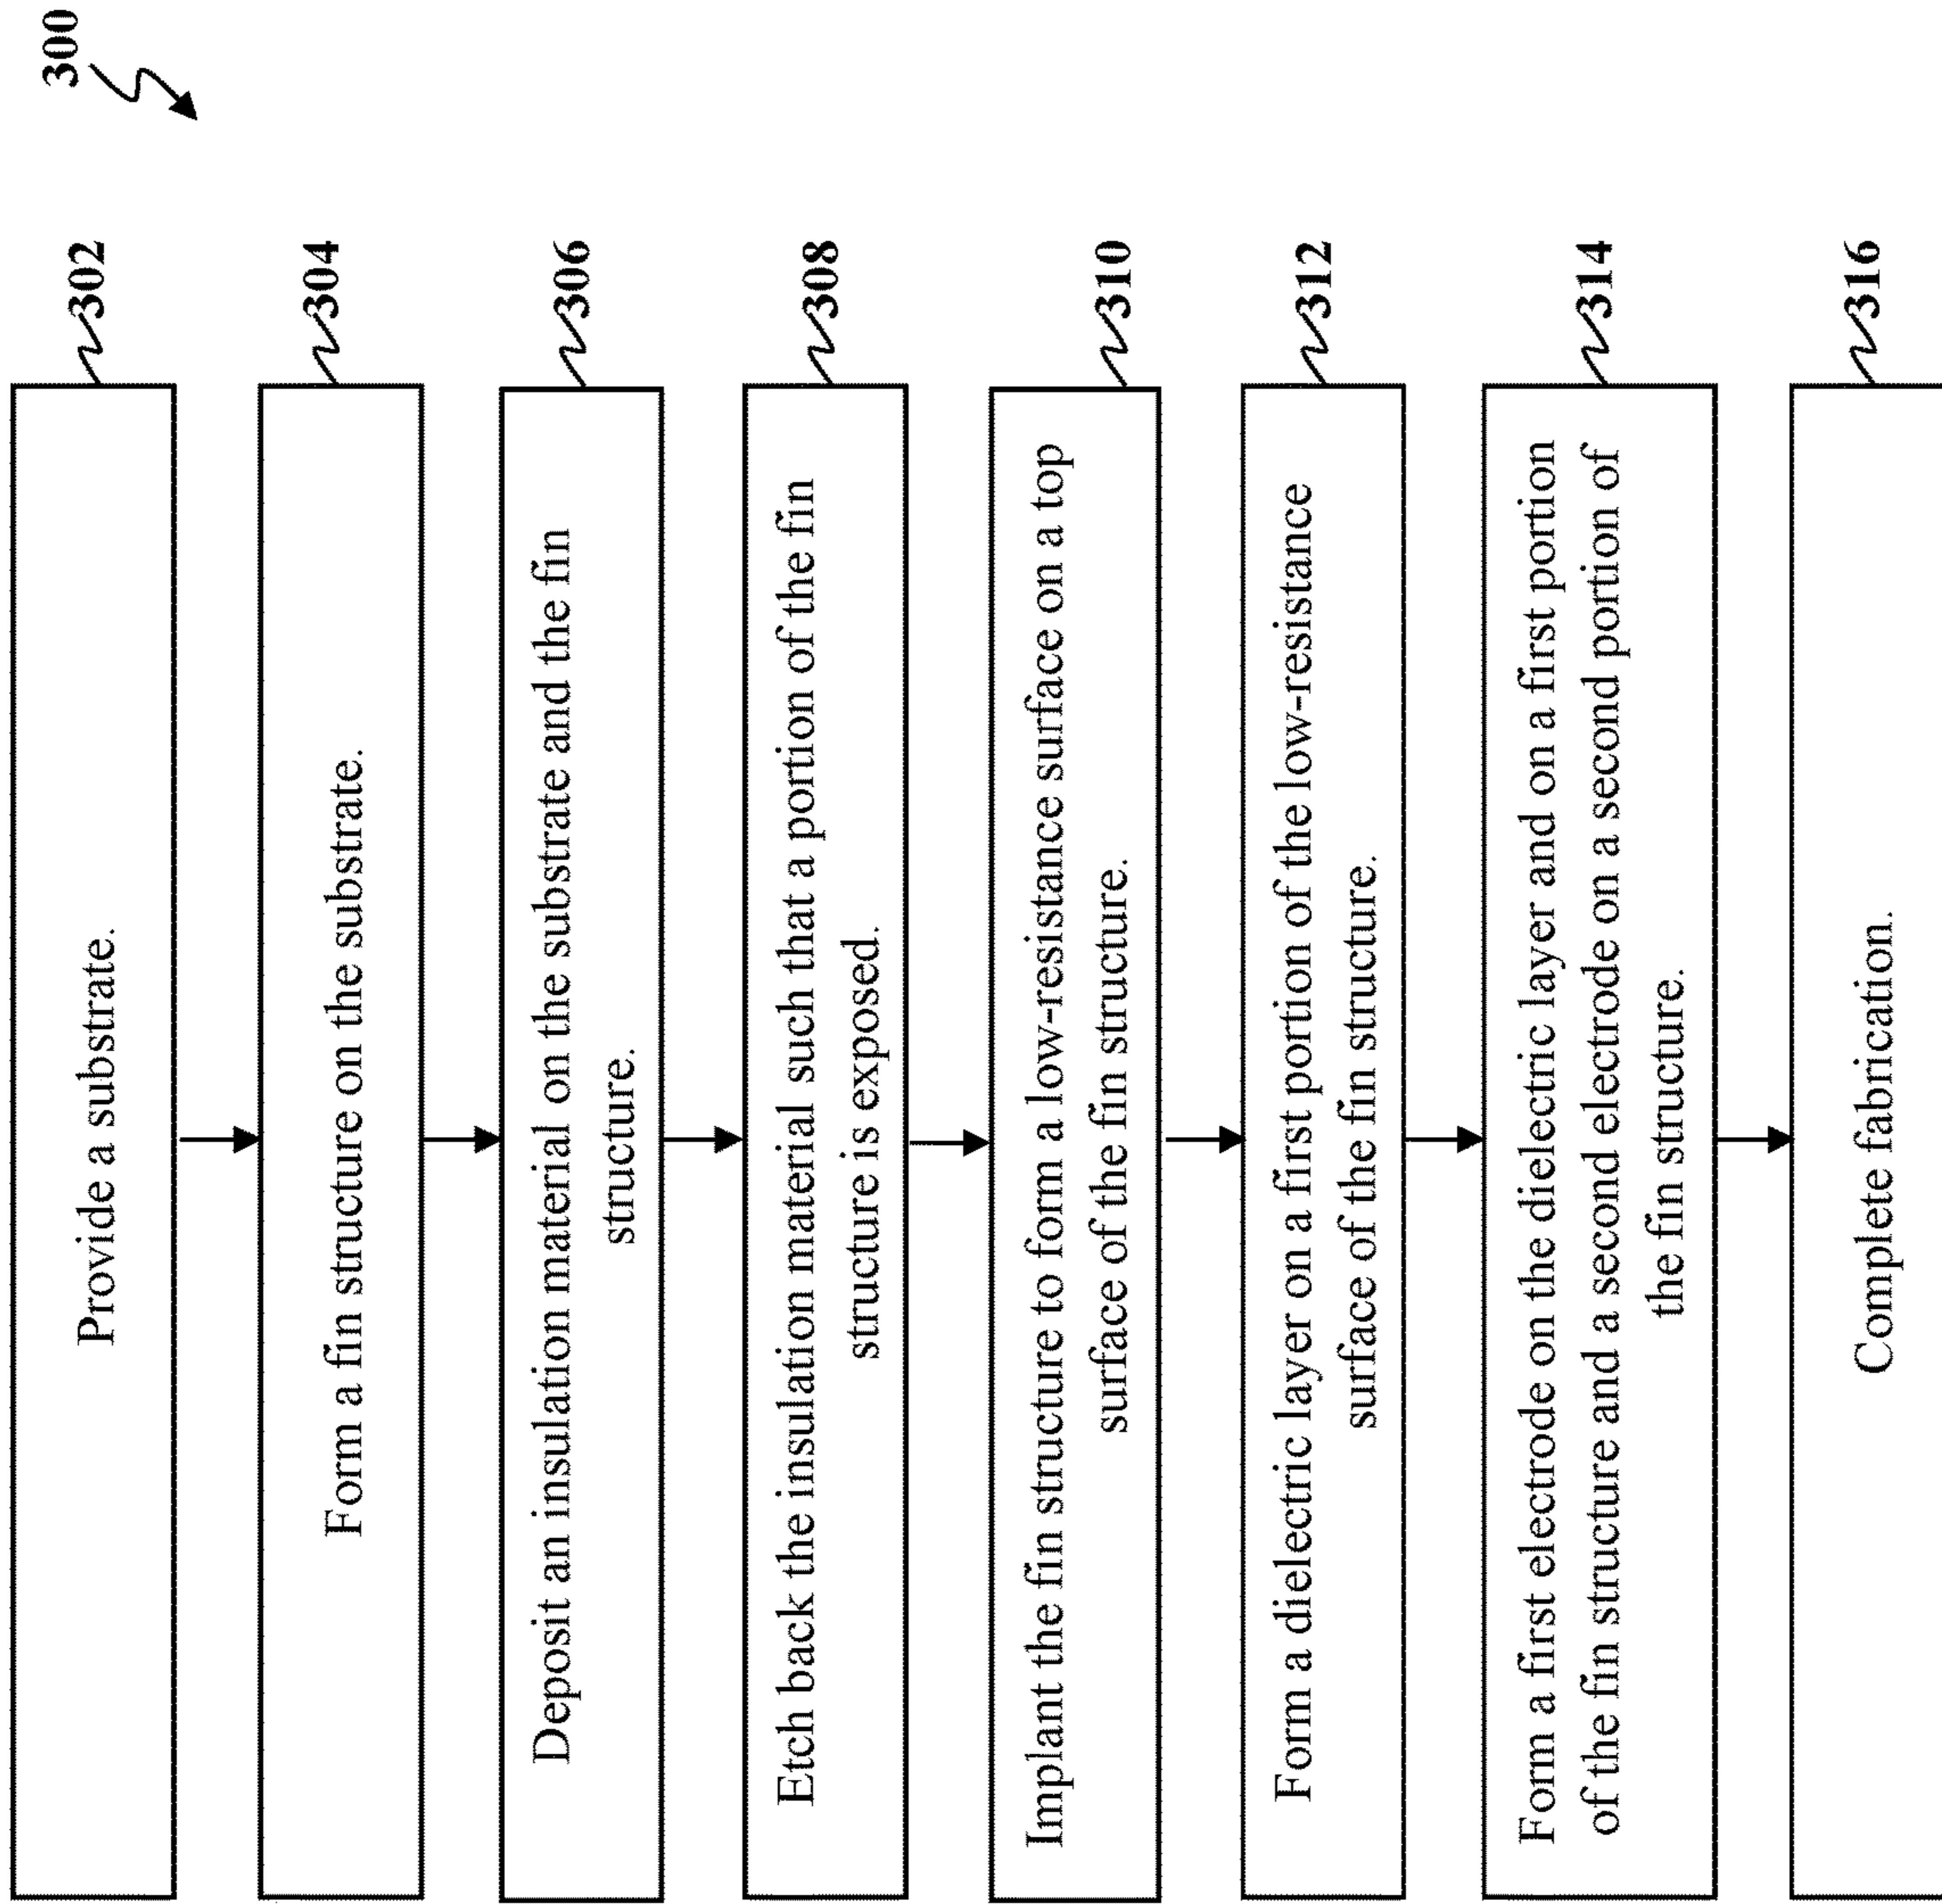 300
Provide a substrate.
302
Form a fin structure on the substrate.
304
Deposit an insulation material on the substrate and the fin
structure.
306
Etch back the insulation material such that a portion of the fin
structure is exposed.
308
Implant the fin structure to form a low-resistance surface on a top
surface of the fin structure.
310
Form a dielectric layer on a first portion of the low-resistance
surface of the fin structure.
312
Form a first electrode on the dielectric layer and on a first portion
of the fin structure and a second electrode on a second portion of
the fin structure.
314
Complete fabrication.
316